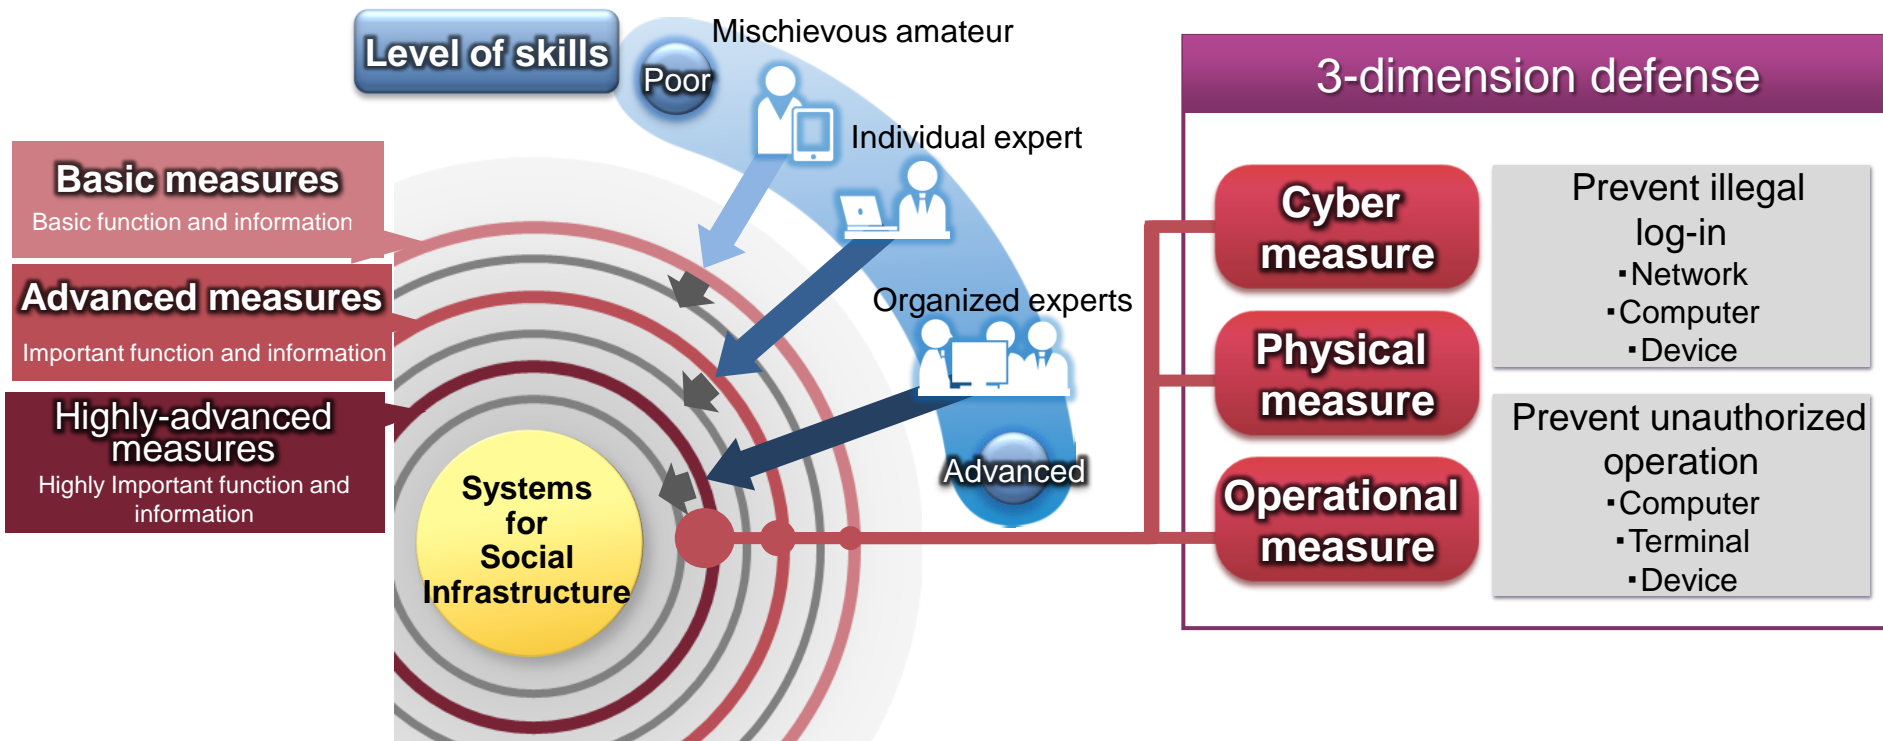 Level of skills
Poor
Mischievous amateur
Individual expert
Organized experts
Advanced
Basic measures
Basic function and information
Advanced measures
Important function and information
Highly-advanced
measures
Highly Important function and
information
Systems
for
Social
Infrastructure
3-dimension defense
Cyber
measure
Physical
measure
Operational
measure
Prevent illegal
log-in
▪Network
▪Computer
▪Device
Prevent unauthorized
operation
▪Computer
▪Terminal
▪Device